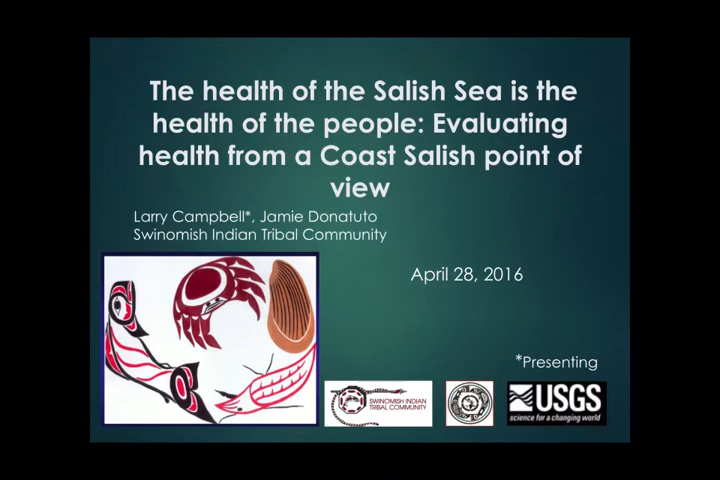 The health of the Salish Sea is the
health of the people: Evaluating
health from a Coast Salish point of
view
Larry Campbell*, Jamie Donatuto
Swinomish Indian Tribal Community
April 28, 2016
*Presenting
SWINOMISH INDIAN
TRIBAL COMMUNITY
USGS
science for a changing world